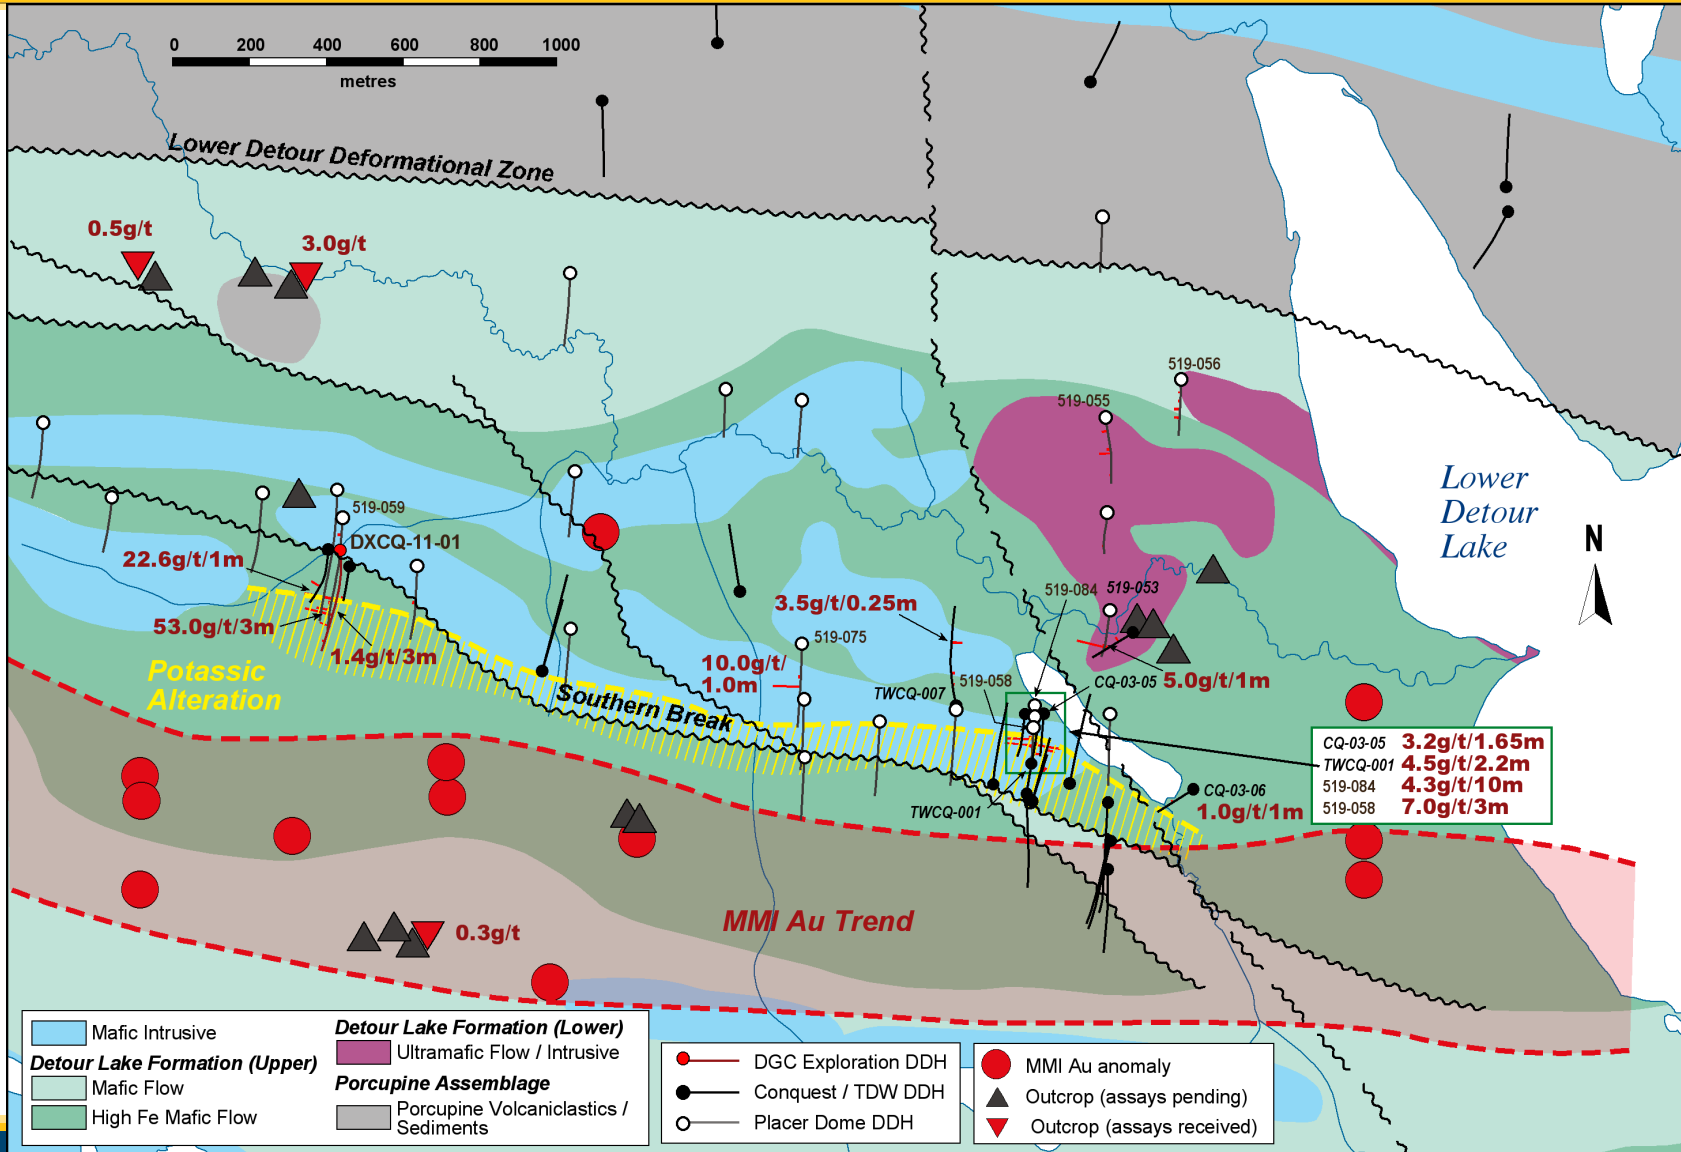 0 200 400 600 800 1000
metres
Lower Detour Deformational Zone
0.5g/t
3.0g/t
519-056
519-055
Lower
Detour
Lake
N
519-059
DXCQ-11-01
22.6g/t/1m
53.0g/t/3m
1.4g/t/3m
Potassic
Alteration
3.5g/t/0.25m
519-084
519-053
519-075
10.0g/t/
1.0m
TWCQ-007
519-058
CQ-03-05
5.0g/t/1m
Southern Break
TWCQ-001
CQ-03-06
1.0g/t/1m
CQ-03-05 3.2g/t/1.65m
TWCQ-001 4.5g/t/2.2m
519-084 4.3g/t/10m
519-058 7.0g/t/3m
MMI Au Trend
0.3g/t
Mafic Intrusive
Detour Lake Formation (Upper)
Mafic Flow
High Fe Mafic Flow
Detour Lake Formation (Lower)
Ultramafic Flow / Intrusive
Porcupine Assemblage
Porcupine Volcaniclastics /
Sediments
DGC Exploration DDH
Conquest / TDW DDH
Placer Dome DDH
MMI Au anomaly
Outcrop (assays pending)
Outcrop (assays received)